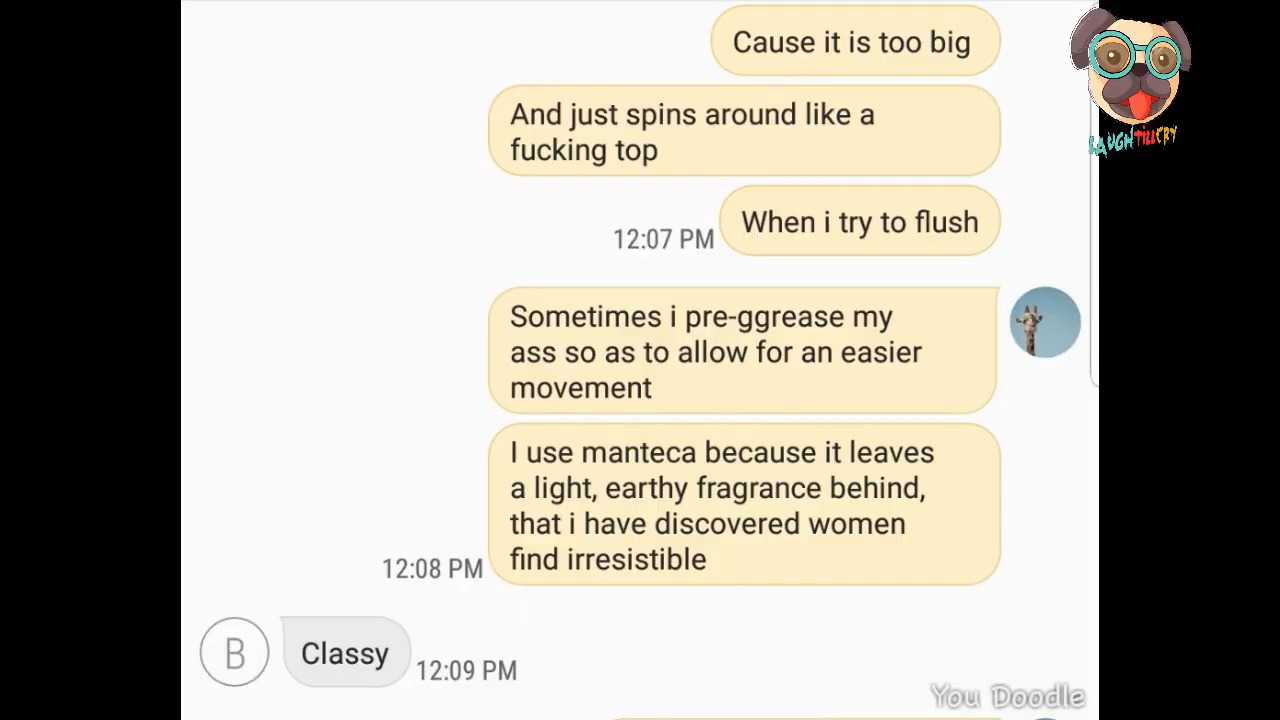 Cause it is too big
And just spins around like a
fucking top
When i try to flush
12:07 PM
LAUGHTILLCRY
Sometimes i pre-ggrease my
ass so as to allow for an easier
movement
I use manteca because it leaves
a light, earthy fragrance behind,
that i have discovered women
find irresistible
12:08 PM
B
Classy
12:09 PM
You Doodle